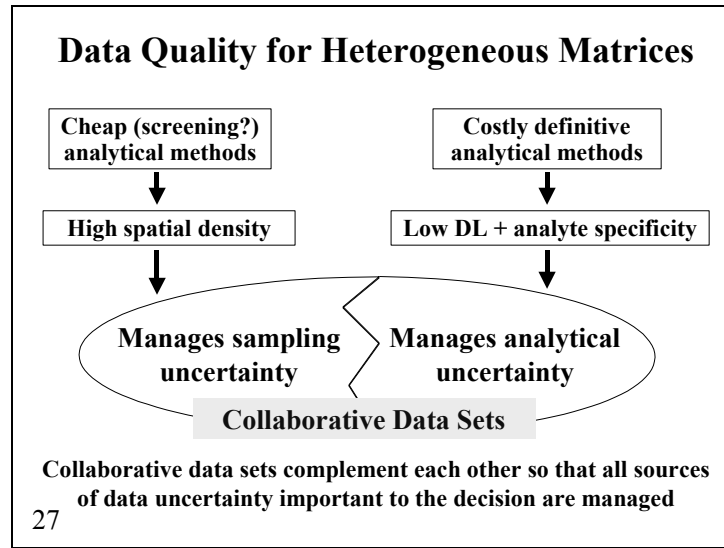 Data Quality for Heterogeneous Matrices
Cheap (screening?)
analytical methods
Costly definitive
analytical methods
High spatial density
Low DL + analyte specificity
Manages sampling
uncertainty
Manages analytical
uncertainty
Collaborative Data Sets
Collaborative data sets complement each other so that all sources
of data uncertainty important to the decision are managed
27